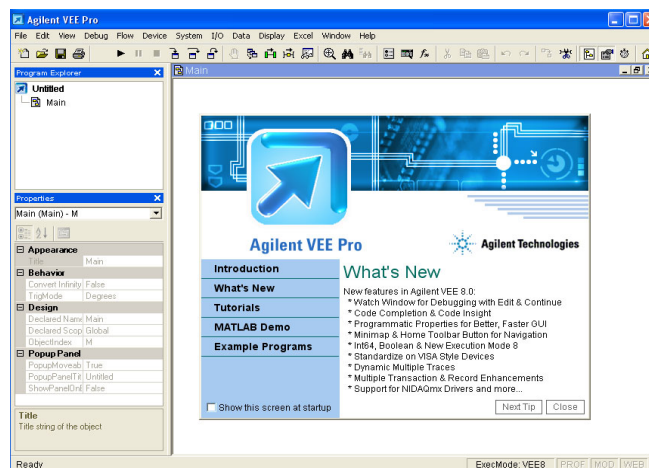 Agilent VEE Pro
File Edit View Debug Flow Device System I/O Data Display Excel Window Help
Program Explorer
Untitled
Main
Main
Properties
Main (Main) - M
Appearance
Title Main
Behavior
Convert Infinity False
TrigMode Degrees
Design
Declared Name Main
Declared Scop Global
ObjectIndex M
Popup Panel
PopupMoveab True
PopupPanelTit Untitled
ShowPanelOnl False
Title
Title string of the object
Agilent VEE Pro
Agilent Technologies
Introduction
What's New
Tutorials
MATLAB Demo
Example Programs
Show this screen at startup
What's New
New features in Agilent VEE 8.0:
* Watch Window for Debugging with Edit & Continue
* Code Completion & Code Insight
* Programmatic Properties for Better, Faster GUI
* Minimap & Home Toolbar Button for Navigation
* Int64, Boolean & New Execution Mode 8
* Standardize on VISA Style Devices
* Dynamic Multiple Traces
* Multiple Transaction & Record Enhancements
* Support for NIDAQmx Drivers and more...
Next Tip Close
Ready
ExecMode: VEE8 PROF MOD WEB